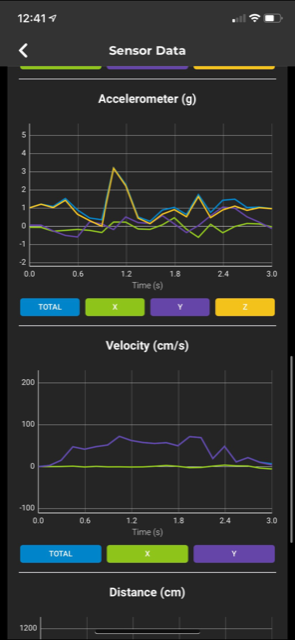 12:41
Sensor Data
Accelerometer (g)
5
4
3
2
1
0
-1
-2
0.0 0.6 1.2 1.8 2.4 3.0
Time (s)
TOTAL X Y Z
Velocity (cm/s)
200
100
0
-100
0.0 0.6 1.2 1.8 2.4 3.0
Time (s)
TOTAL X Y
Distance (cm)
1200